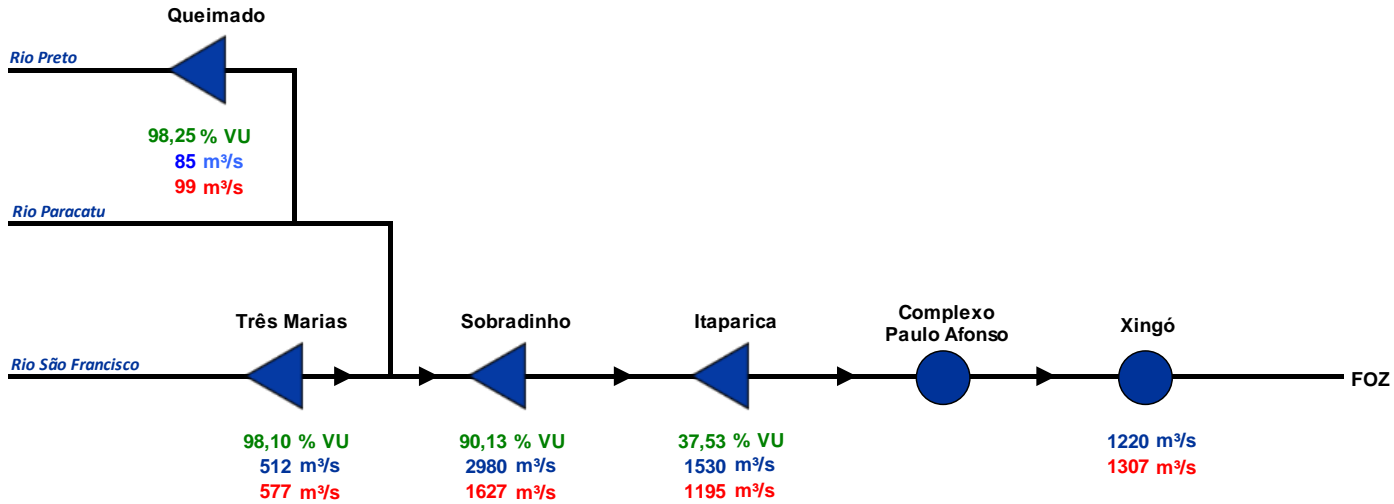 Queimado
Rio Preto
98,25 % VU
85 m³/s
99 m³/s
Rio Paracatu
Três Marias
Sobradinho
Itaparica
Complexo
Paulo Afonso
Xingó
Rio São Francisco
FOZ
98,10 % VU
512 m³/s
577 m³/s
90,13 % VU
2980 m³/s
1627 m³/s
37,53 % VU
1530 m³/s
1195 m³/s
1220 m³/s
1307 m³/s